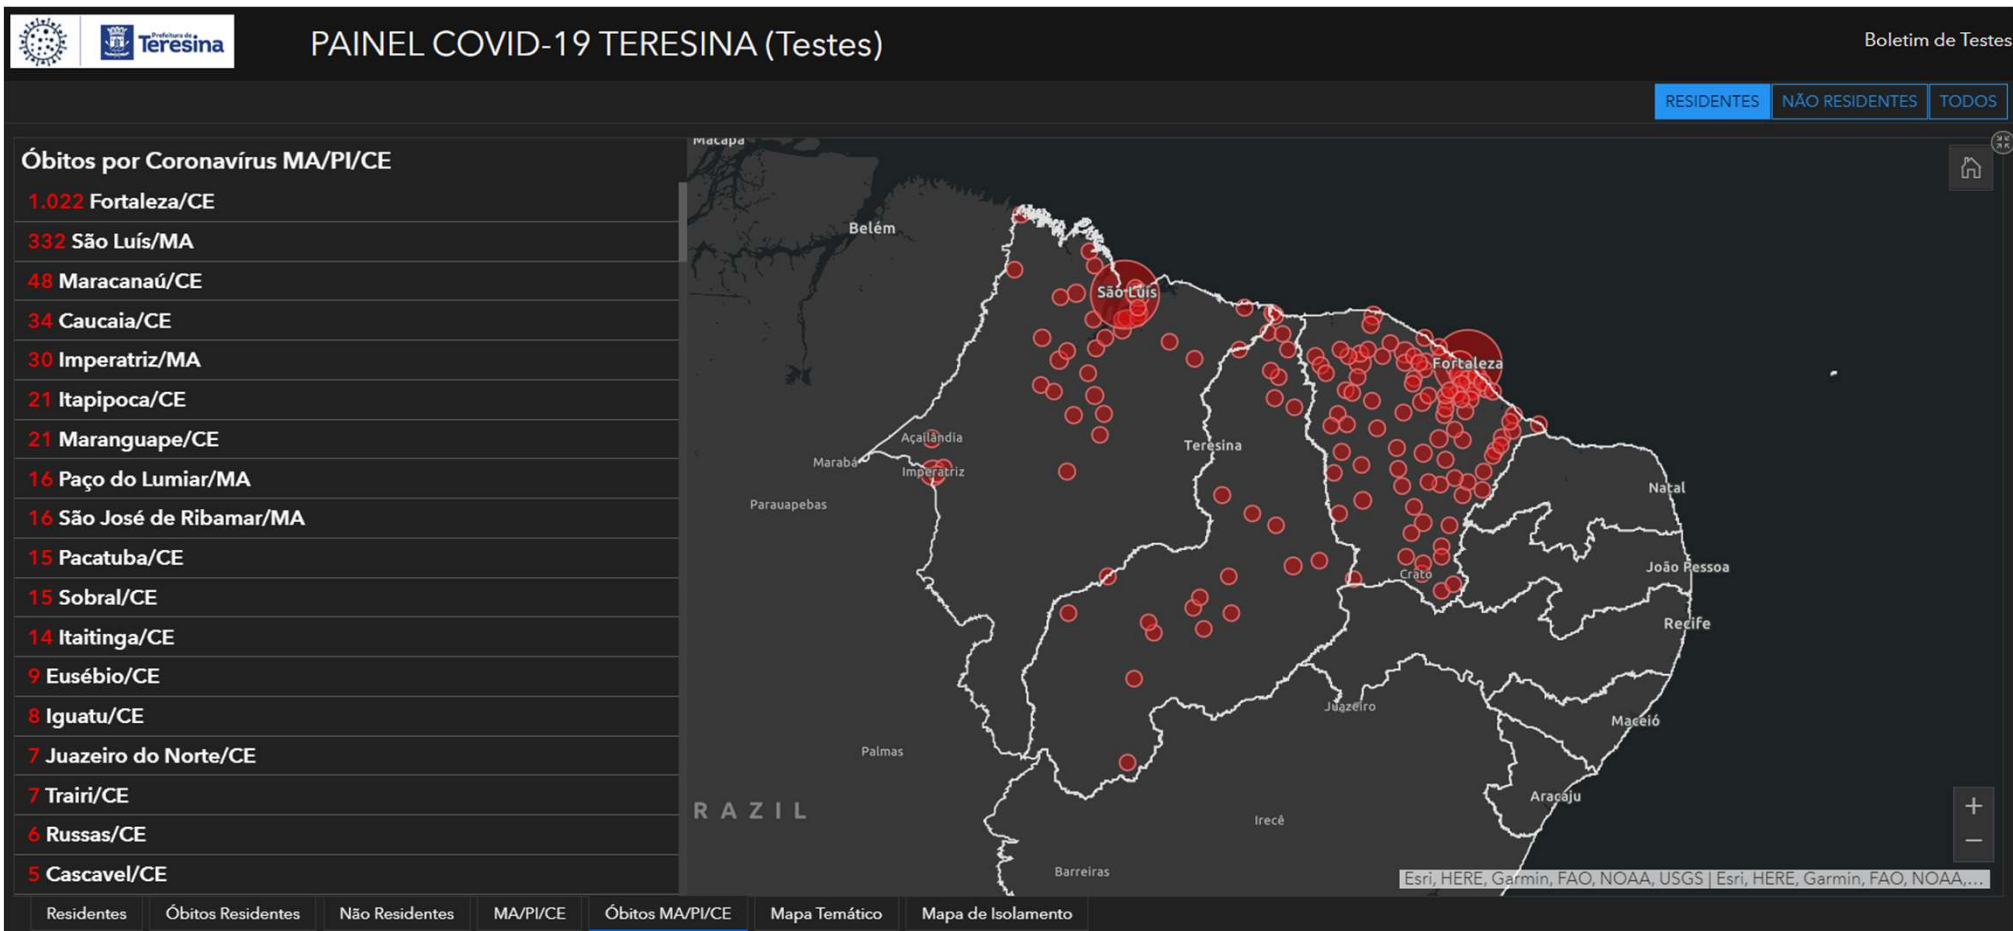 Prefeitura de
Teresina
PAINEL COVID-19 TERESINA (Testes)
Boletim de Testes
RESIDENTES
NÃO RESIDENTES
TODOS
Óbitos por Coronavírus MA/PI/CE
1.022 Fortaleza/CE
332 São Luís/MA
48 Maracanaú/CE
34 Caucaia/CE
30 Imperatriz/MA
21 Itapipoca/CE
21 Maranguape/CE
16 Paço do Lumiar/MA
16 São José de Ribamar/MA
15 Pacatuba/CE
15 Sobral/CE
14 Itaitinga/CE
9 Eusébio/CE
8 Iguatu/CE
7 Juazeiro do Norte/CE
7 Trairi/CE
6 Russas/CE
5 Cascavel/CE
Macapá
Belém
São Luís
Fortaleza
Açailândia
Teresina
Marabá
Imperatriz
Parauapebas
Natal
Crato
João Pessoa
Recife
Juazeiro
Maceió
Palmas
Aracaju
RAZIL
Irecê
Barreiras
+
−
Esri, HERE, Garmin, FAO, NOAA, USGS | Esri, HERE, Garmin, FAO, NOAA,...
Residentes
Óbitos Residentes
Não Residentes
MA/PI/CE
Óbitos MA/PI/CE
Mapa Temático
Mapa de Isolamento